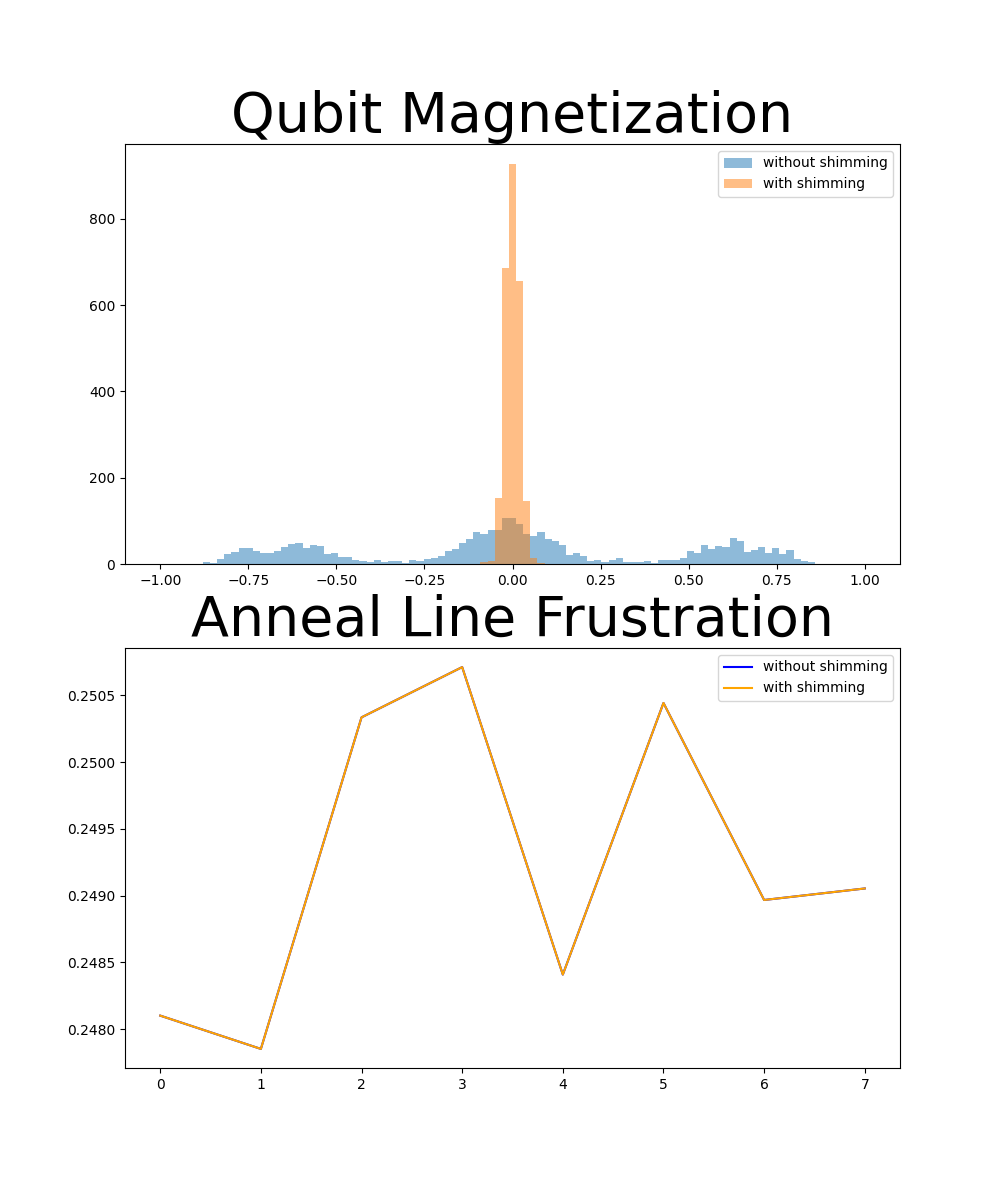 Qubit Magnetization
without shimming
with shimming
800
600
400
200
0
−1.00 −0.75 −0.50 −0.25 0.00 0.25 0.50 0.75 1.00
Anneal Line Frustration
without shimming
with shimming
0.2505
0.2500
0.2495
0.2490
0.2485
0.2480
0 1 2 3 4 5 6 7